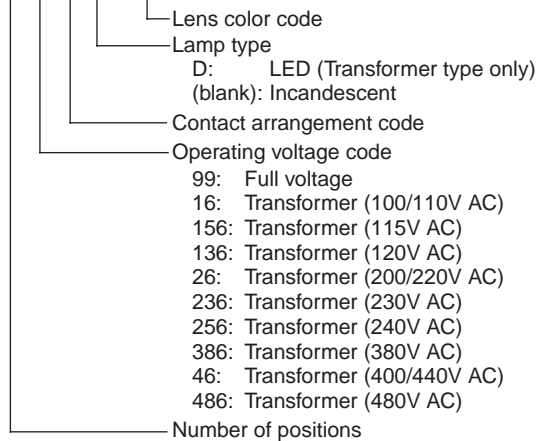 Lens color code
Lamp type
D: LED (Transformer type only)
(blank): Incandescent
Contact arrangement code
Operating voltage code
99: Full voltage
16: Transformer (100/110V AC)
156: Transformer (115V AC)
136: Transformer (120V AC)
26: Transformer (200/220V AC)
236: Transformer (230V AC)
256: Transformer (240V AC)
386: Transformer (380V AC)
46: Transformer (400/440V AC)
486: Transformer (480V AC)
Number of positions